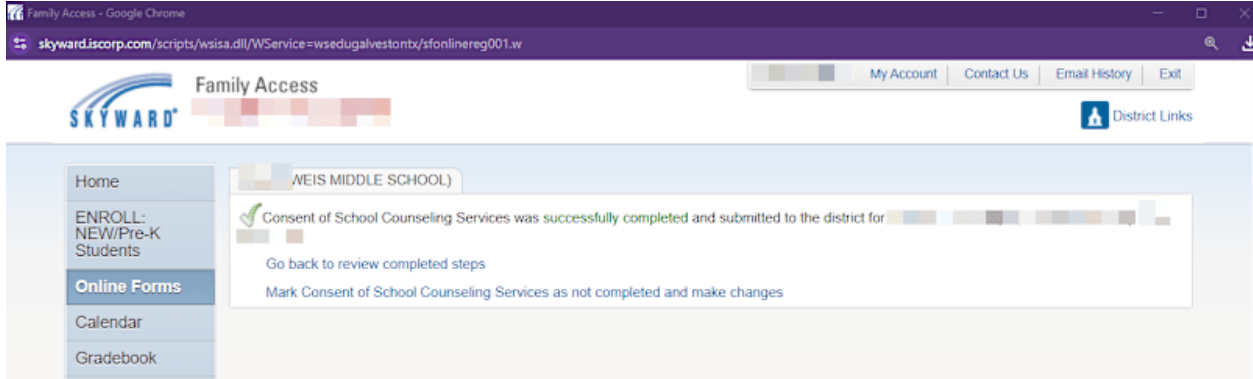 Family Access - Google Chrome
skyward.iscorp.com/scripts/wsisa.dll/WService=wsedugalvestontx/sfonlinereg001.w
SKYWARD®
Family Access
My Account
Contact Us
Email History
Exit
District Links
Home
ENROLL:
NEW/Pre-K
Students
Online Forms
Calendar
Gradebook
WEIS MIDDLE SCHOOL)
Consent of School Counseling Services was successfully completed and submitted to the district for
Go back to review completed steps
Mark Consent of School Counseling Services as not completed and make changes